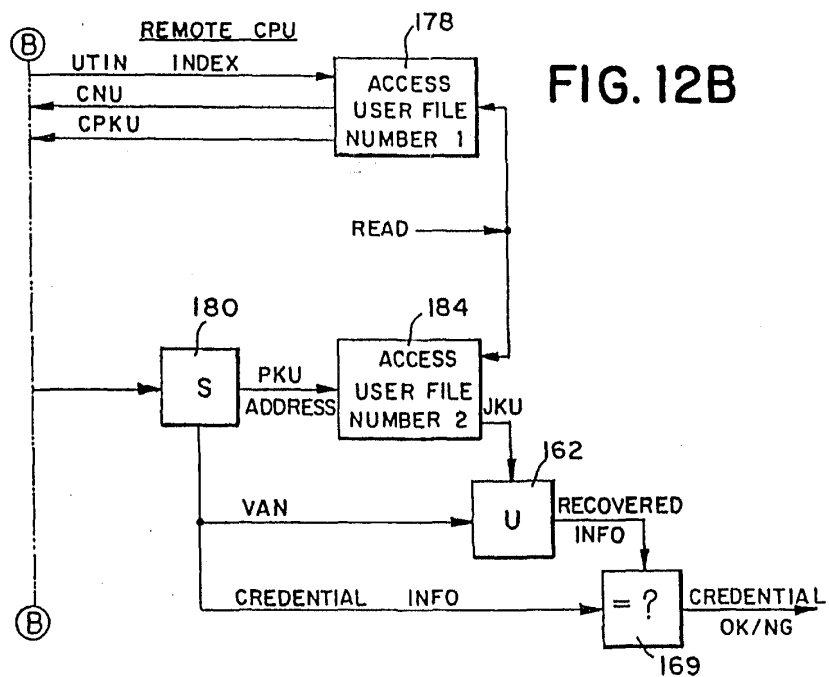 REMOTE CPU
178
B
UTIN INDEX
CNU
CPKU
ACCESS
USER FILE
NUMBER 1
FIG. 12B
READ
180
184
S
PKU
ADDRESS
ACCESS
USER FILE
NUMBER 2
JKU
162
VAN
U
RECOVERED
INFO
CREDENTIAL INFO
= ?
CREDENTIAL
OK/NG
169
B